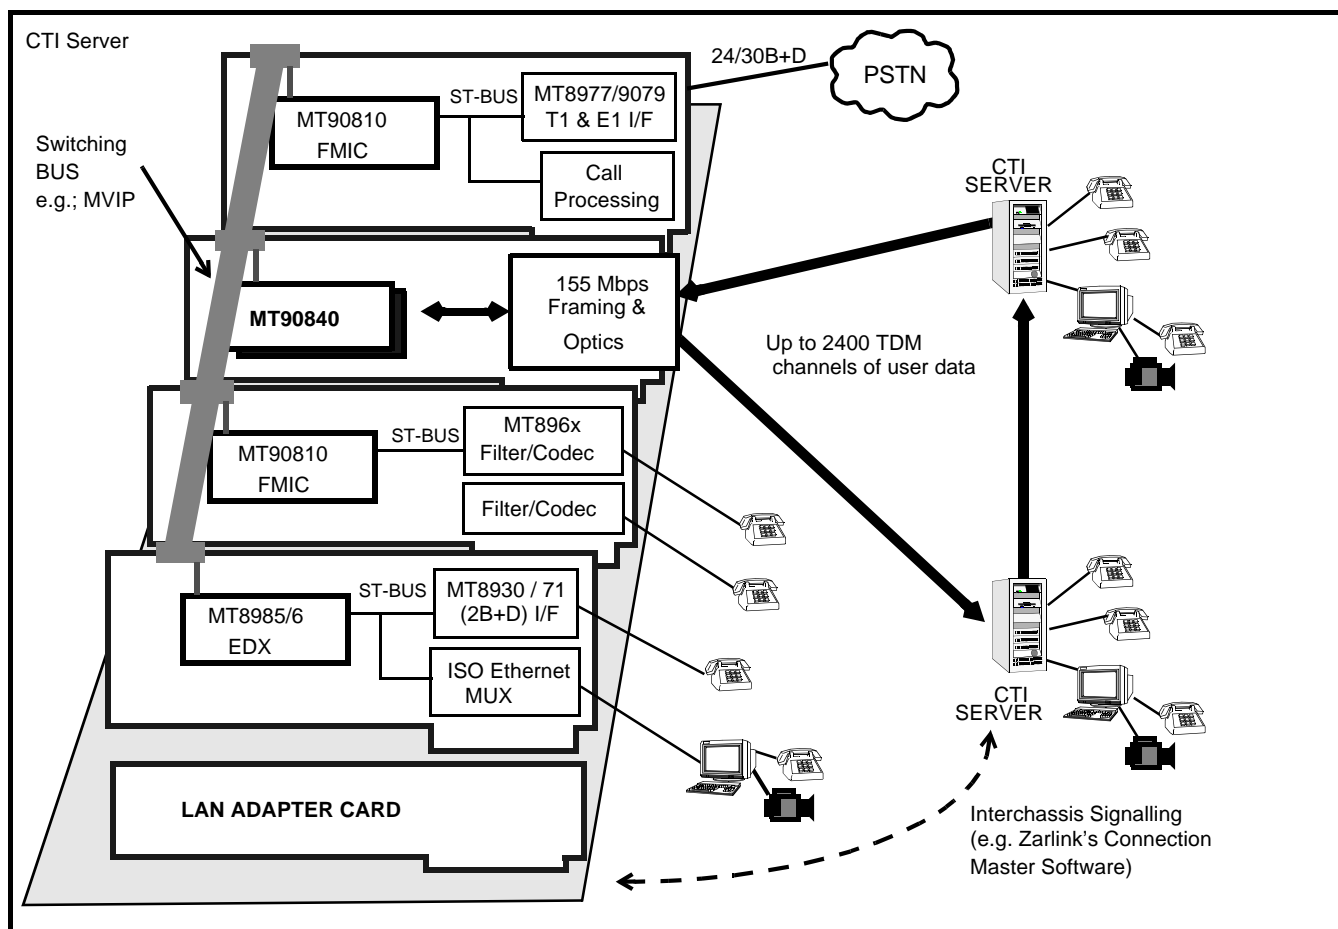 CTI Server
24/30B+D
PSTN
ST-BUS
MT8977/9079
T1 & E1 I/F
MT90810
FMIC
Call
Processing
Switching
BUS
e.g.; MVIP
CTI
SERVER
MT90840
155 Mbps
Framing &
Optics
Up to 2400 TDM
channels of user data
MT90810
FMIC
ST-BUS
MT896x
Filter/Codec
Filter/Codec
MT8985/6
EDX
ST-BUS
MT8930 / 71
(2B+D) I/F
ISO Ethernet
MUX
CTI
SERVER
LAN ADAPTER CARD
Interchassis Signalling
(e.g. Zarlink's Connection
Master Software)